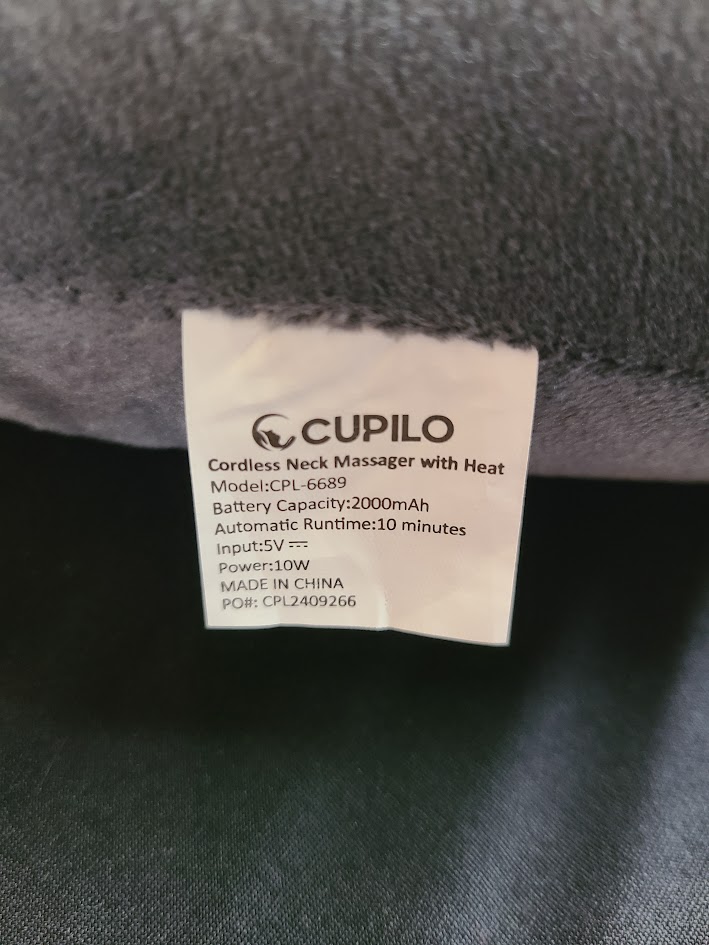 CUPILO
Cordless Neck Massager with Heat
Model:CPL-6689
Battery Capacity:2000mAh
Automatic Runtime:10 minutes
Input:5V ⎓
Power:10W
MADE IN CHINA
PO#: CPL2409266